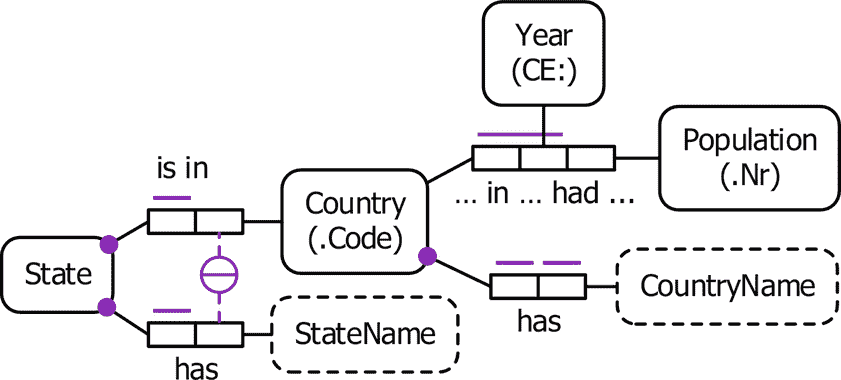 Year
(CE:)
Population
(.Nr)
is in
Country
(.Code)
... in ... had ...
State
CountryName
has
StateName
has